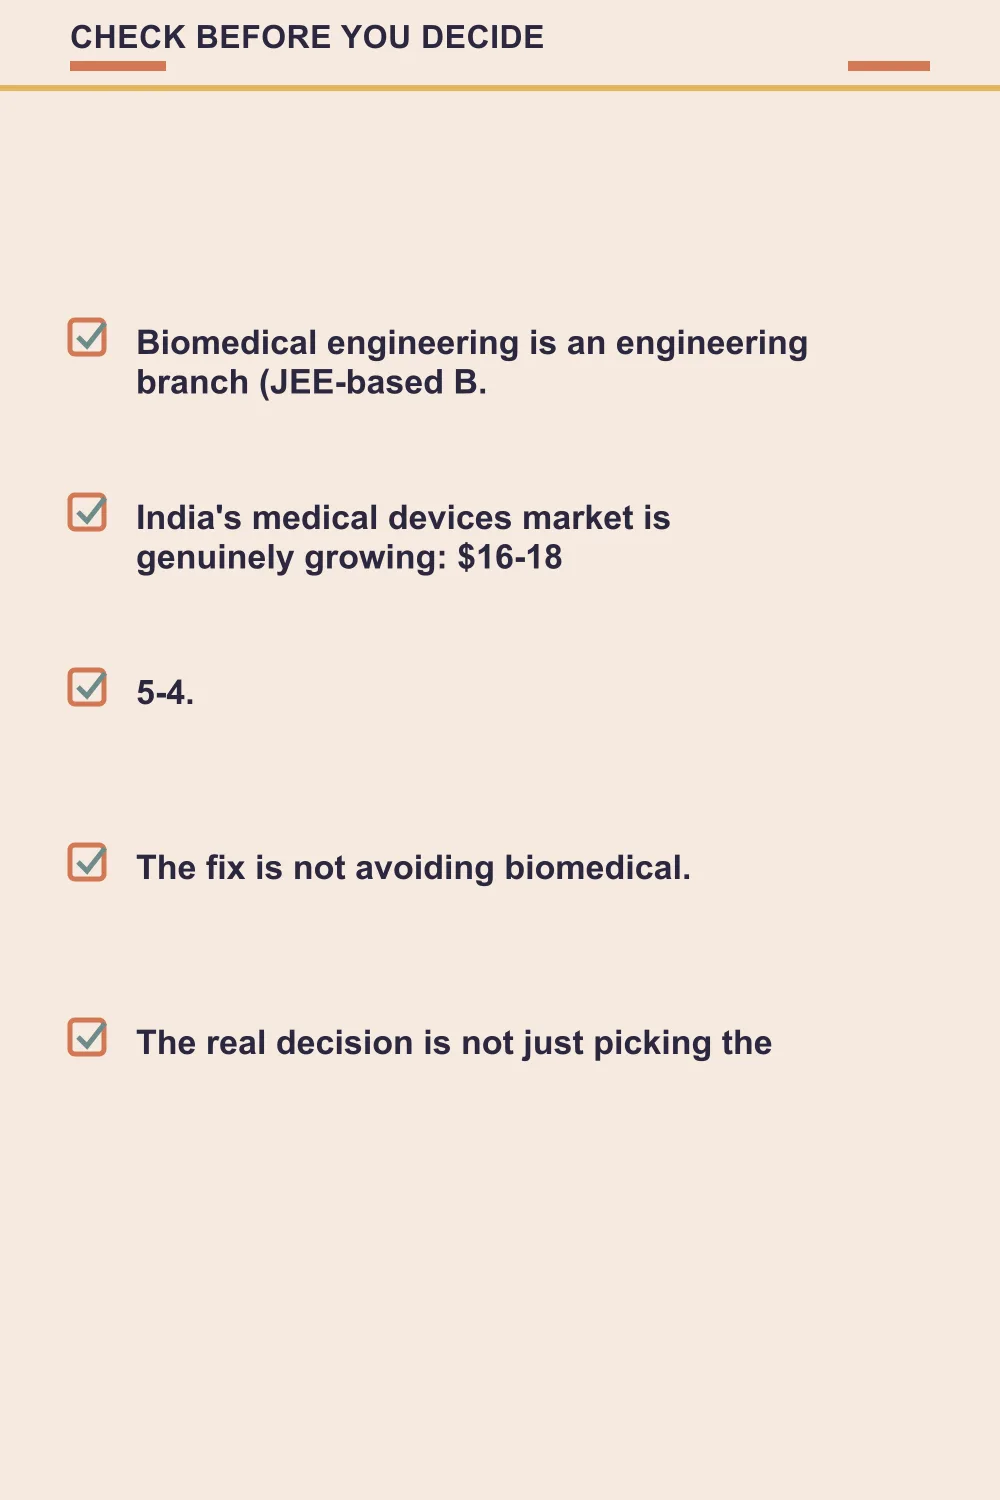 CHECK BEFORE YOU DECIDE
Biomedical engineering is an engineering
branch (JEE-based B.
India's medical devices market is
genuinely growing: $16-18
5-4.
The fix is not avoiding biomedical.
The real decision is not just picking the